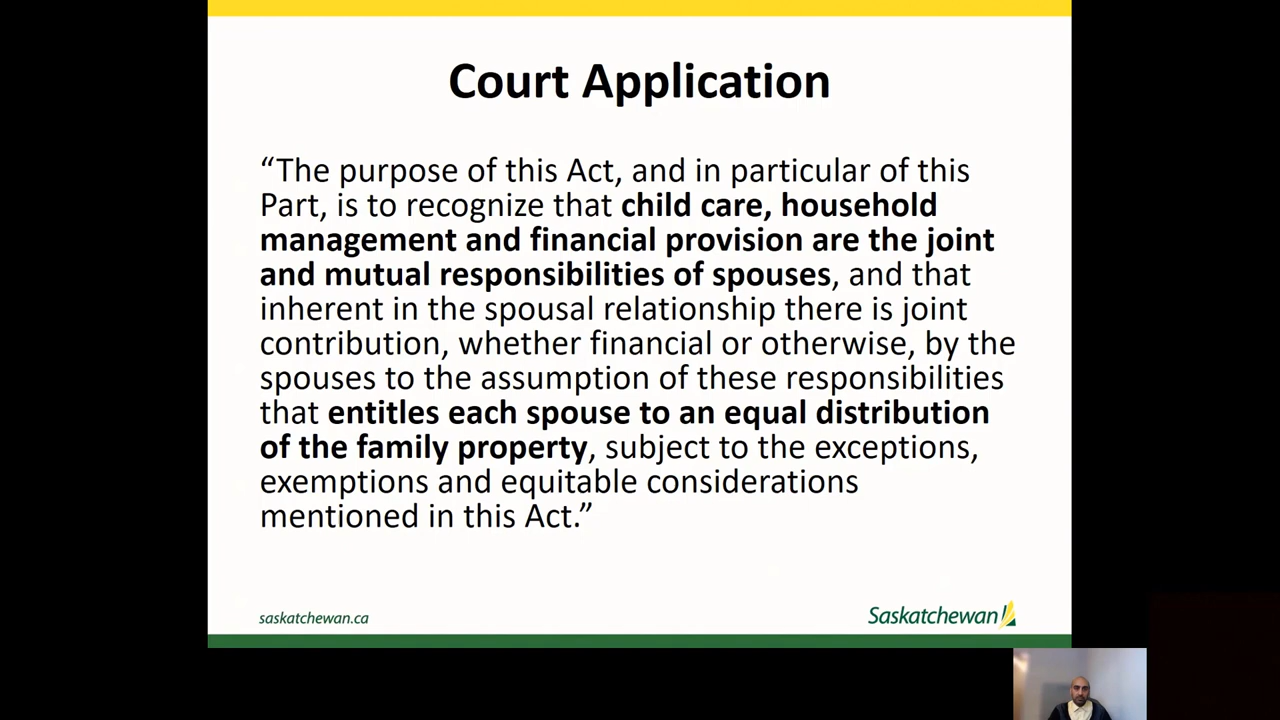 Court Application
“The purpose of this Act, and in particular of this
Part, is to recognize that child care, household
management and financial provision are the joint
and mutual responsibilities of spouses, and that
inherent in the spousal relationship there is joint
contribution, whether financial or otherwise, by the
spouses to the assumption of these responsibilities
that entitles each spouse to an equal distribution
of the family property, subject to the exceptions,
exemptions and equitable considerations
mentioned in this Act.”
saskatchewan.ca
Saskatchewan